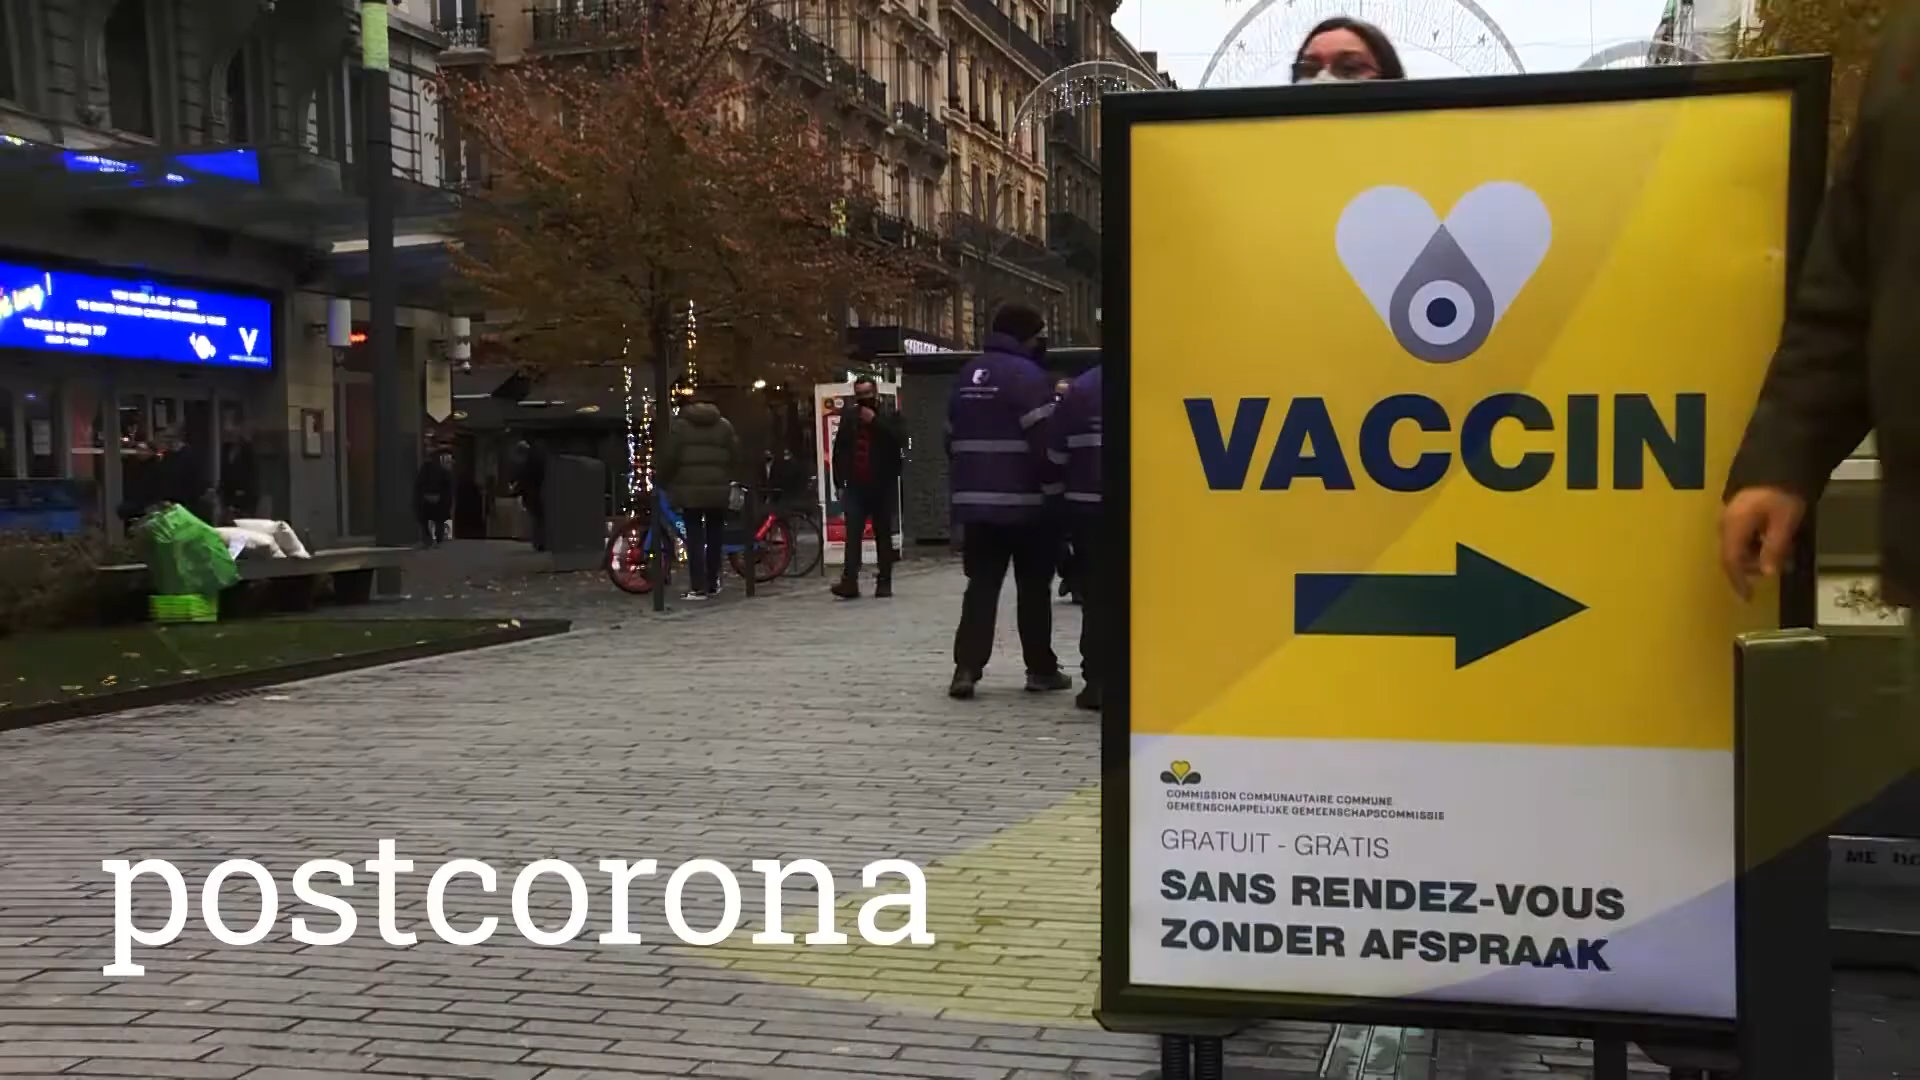 VACCIN
COMMISSION COMMUNAUTAIRE COMMUNE
GEMEENSCHAPPELIJKE GEMEENSCHAPSCOMMISSIE
GRATUIT - GRATIS
SANS RENDEZ-VOUS
ZONDER AFSPRAAK
postcorona